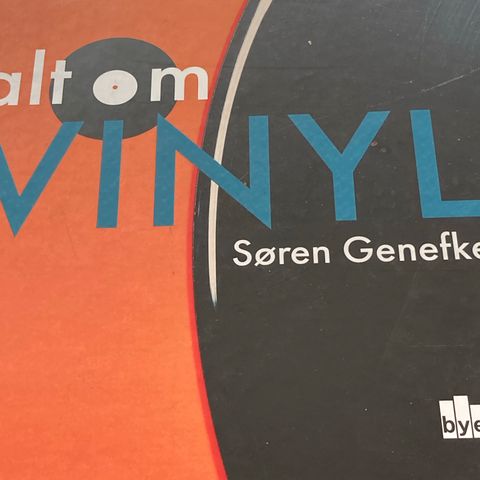 alt om
VINYL
Søren Genefke
bye